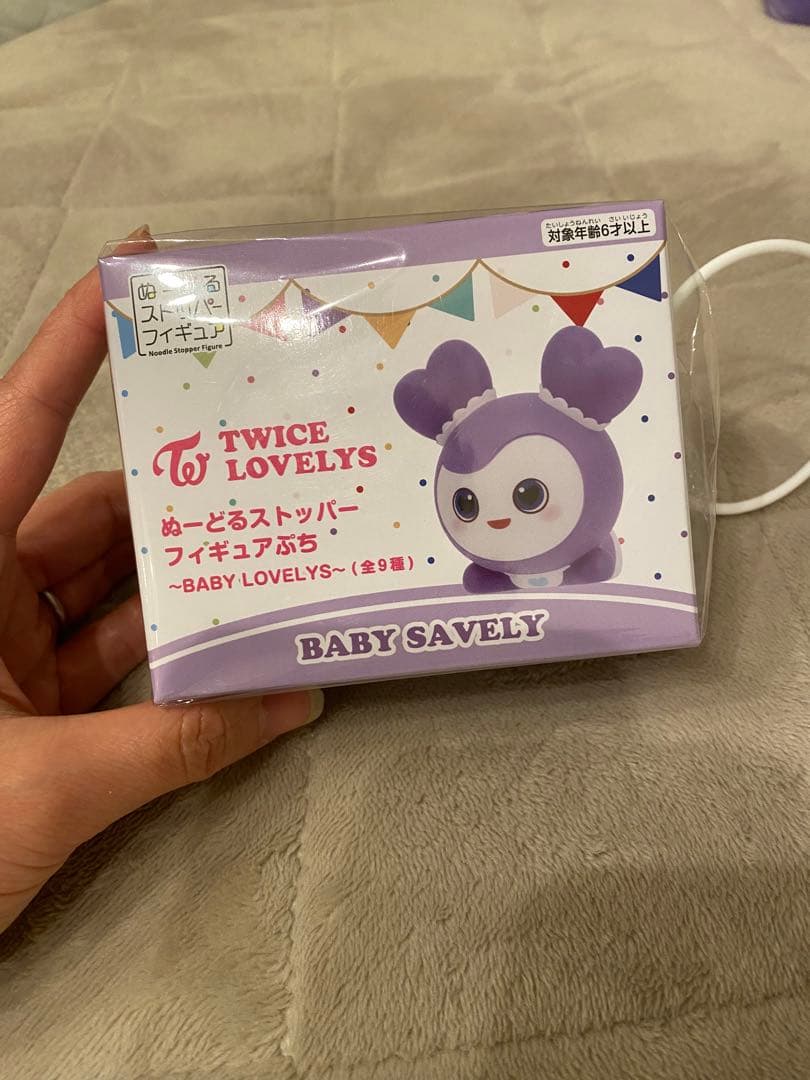 たいしょうねんれい さい いじょう
対象年齢6才以上
ぬーどる
ストッパー
フィギュア
Noodle Stopper Figure
TWICE
LOVELYS
ぬーどるストッパー
フィギュアぷち
~BABY LOVELYS~(全9種)
BABY SAVELY